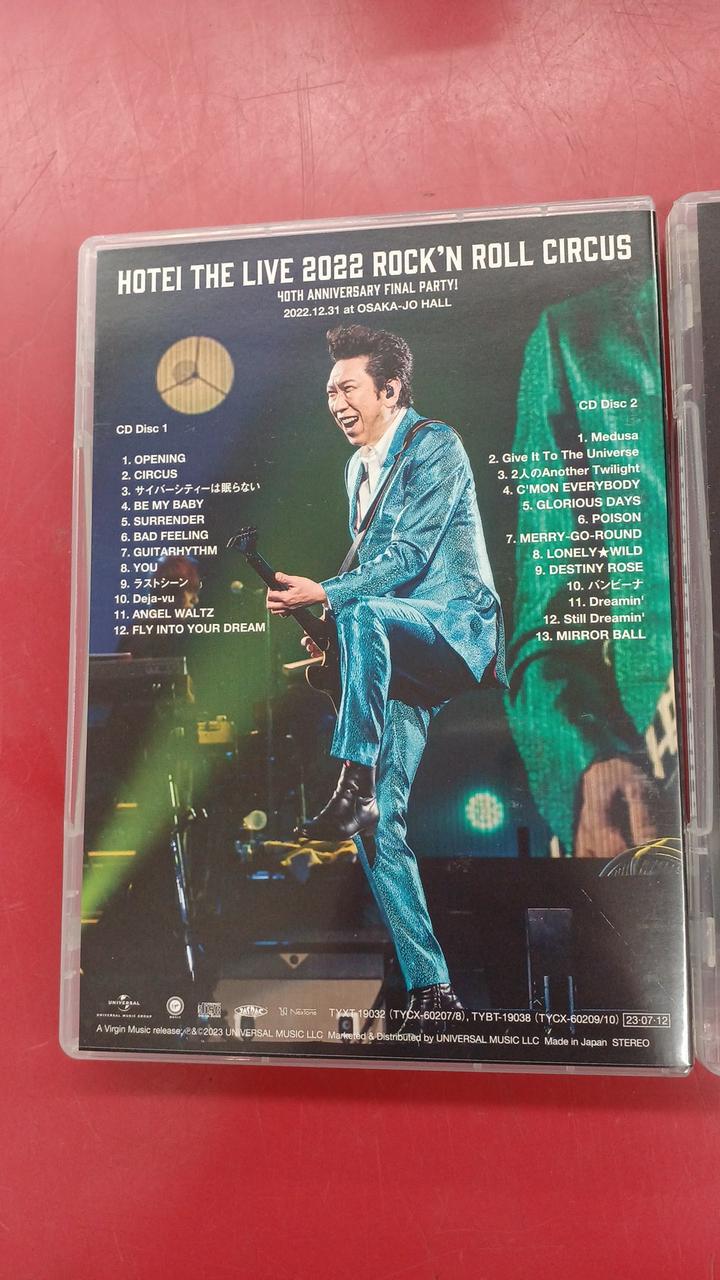 HOTEI THE LIVE 2022 ROCK'N ROLL CIRCUS
40TH ANNIVERSARY FINAL PARTY!
2022.12.31 at OSAKA-JO HALL
CD Disc 1
1. OPENING
2. CIRCUS
3. サイバーシティーは眠らない
4. BE MY BABY
5. SURRENDER
6. BAD FEELING
7. GUITARHYTHM
8. YOU
9. ラストシーン
10. Deja-vu
11. ANGEL WALTZ
12. FLY INTO YOUR DREAM
CD Disc 2
1. Medusa
2. Give It To The Universe
3. 2人のAnother Twilight
4. C'MON EVERYBODY
5. GLORIOUS DAYS
6. POISON
7. MERRY-GO-ROUND
8. LONELY★WILD
9. DESTINY ROSE
10. バンビーナ
11. Dreamin'
12. Still Dreamin'
13. MIRROR BALL
UNIVERSAL
UNIVERSAL MUSIC GROUP
JASRAC
NexTone
TYXT-19032 (TYCX-60207/8), TYBT-19038 (TYCX-60209/10) 23·07·12
A Virgin Music release; ℗&©2023 UNIVERSAL MUSIC LLC Marketed & Distributed by UNIVERSAL MUSIC LLC Made in Japan STEREO